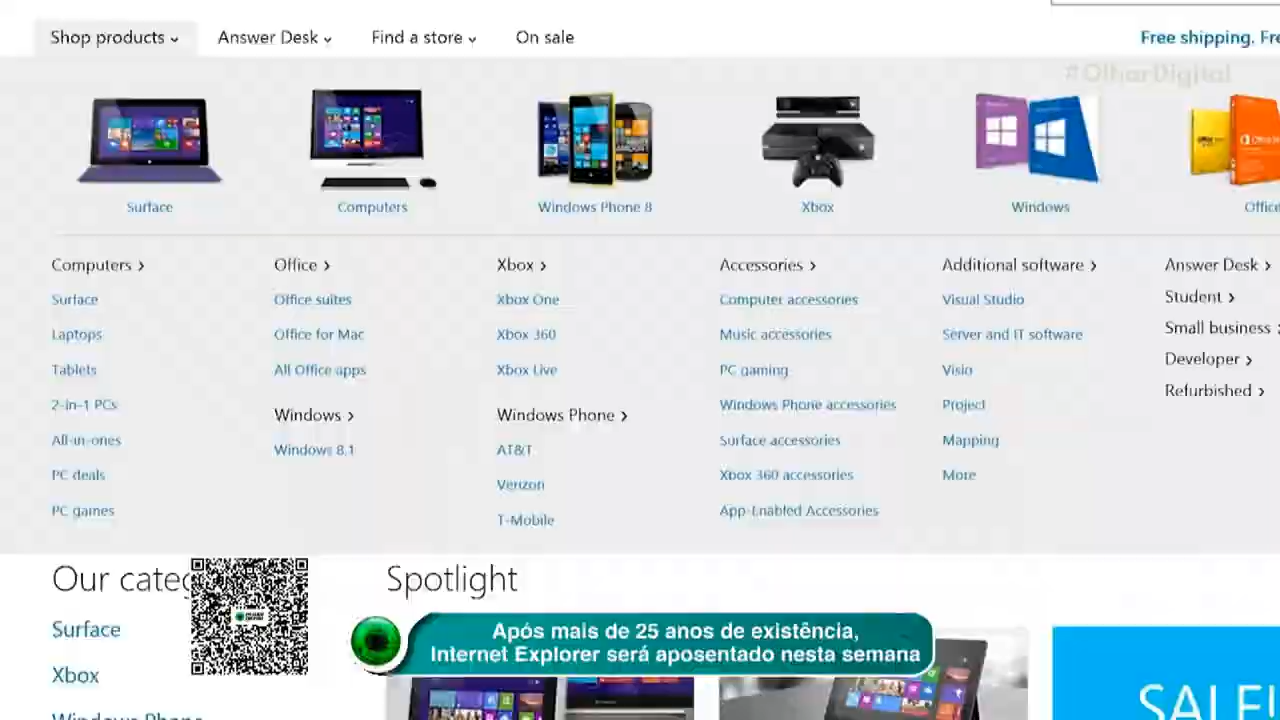 Shop products
Answer Desk
Find a store
On sale
Free shipping. Fre
#OlharDigital
Surface
Computers
Windows Phone 8
Xbox
Windows
Office
Computers
Surface
Laptops
Tablets
2-in-1 PCs
All-in-ones
PC deals
PC games
Office
Office suites
Office for Mac
All Office apps
Windows
Windows 8.1
Xbox
Xbox One
Xbox 360
Xbox Live
Windows Phone
AT&T
Verizon
T-Mobile
Accessories
Computer accessories
Music accessories
PC gaming
Windows Phone accessories
Surface accessories
Xbox 360 accessories
App-Enabled Accessories
Additional software
Visual Studio
Server and IT software
Visio
Project
Mapping
More
Answer Desk
Student
Small business
Developer
Refurbished
Our categ
Surface
Xbox
Windows Phone
Spotlight
Após mais de 25 anos de existência,
Internet Explorer será aposentado nesta semana
SALE!